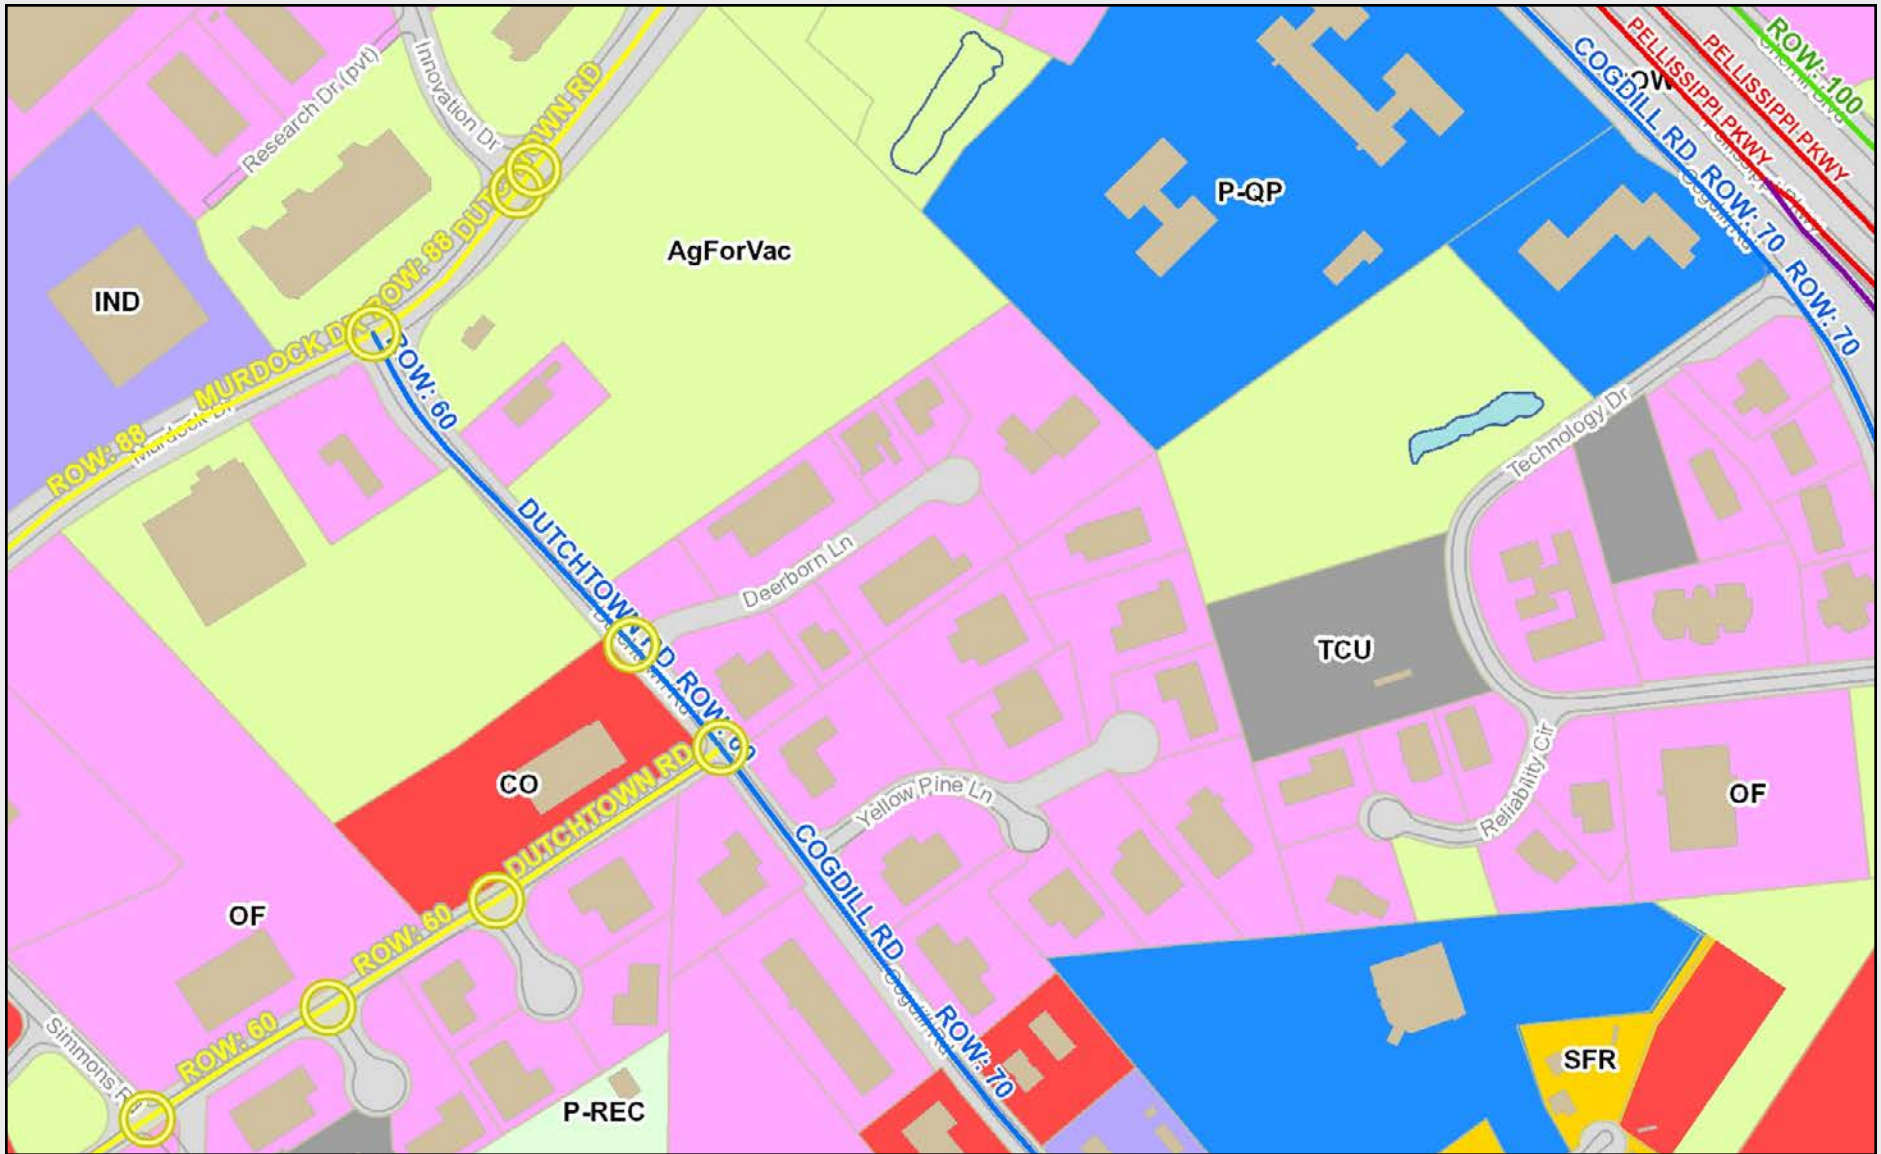 ROW: 100
PELLISSIPPI PKWY
PELLISSIPPI PKWY
COGDILL RD
ROW: 70
ROW: 70
Innovation Dr
Research Dr (pvt)
DUTCHTOWN RD
P-QP
AgForVac
IND
ROW: 88
MURDOCK DR
ROW: 88
Murdock Dr
ROW: 60
Technology Dr
DUTCHTOWN RD
Deerborn Ln
ROW: 60
TCU
CO
DUTCHTOWN RD
Yellow Pine Ln
Reliability Cir
OF
COGDILL RD
OF
ROW: 60
Cogdill Rd
ROW: 70
ROW: 60
Simmons R
SFR
P-REC